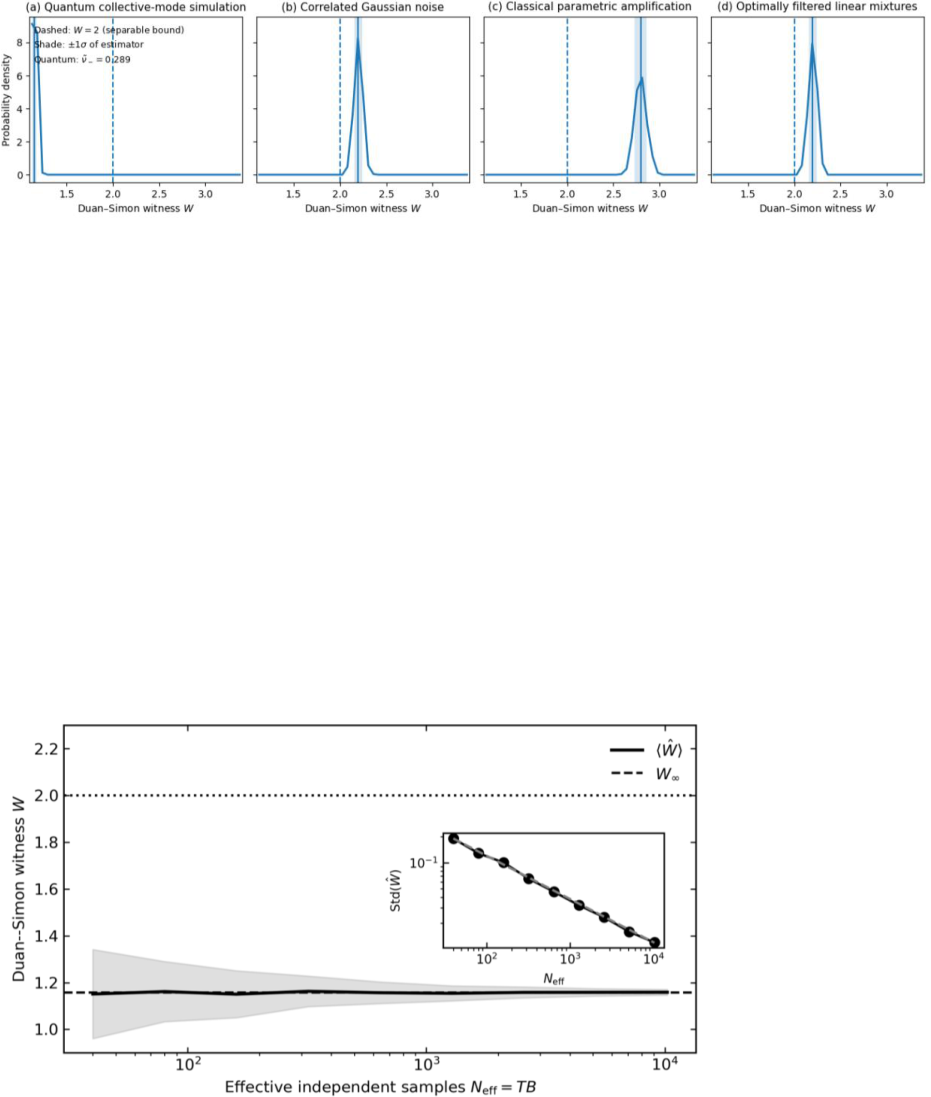 (a) Quantum collective-mode simulation
(b) Correlated Gaussian noise
(c) Classical parametric amplification
(d) Optimally filtered linear mixtures
Dashed: W = 2 (separable bound)
Shade: ±1σ of estimator
Quantum: ν̃₋ = 0.289
Probability density
8
6
4
2
0
1.5 2.0 2.5 3.0
1.5 2.0 2.5 3.0
1.5 2.0 2.5 3.0
1.5 2.0 2.5 3.0
Duan–Simon witness W
Duan–Simon witness W
Duan–Simon witness W
Duan–Simon witness W
Duan--Simon witness W
2.2
2.0
1.8
1.6
1.4
1.2
1.0
⟨Ŵ⟩
W∞
Std(Ŵ)
10⁻¹
10² 10³ 10⁴
N_eff
10² 10³ 10⁴
Effective independent samples N_eff = TB